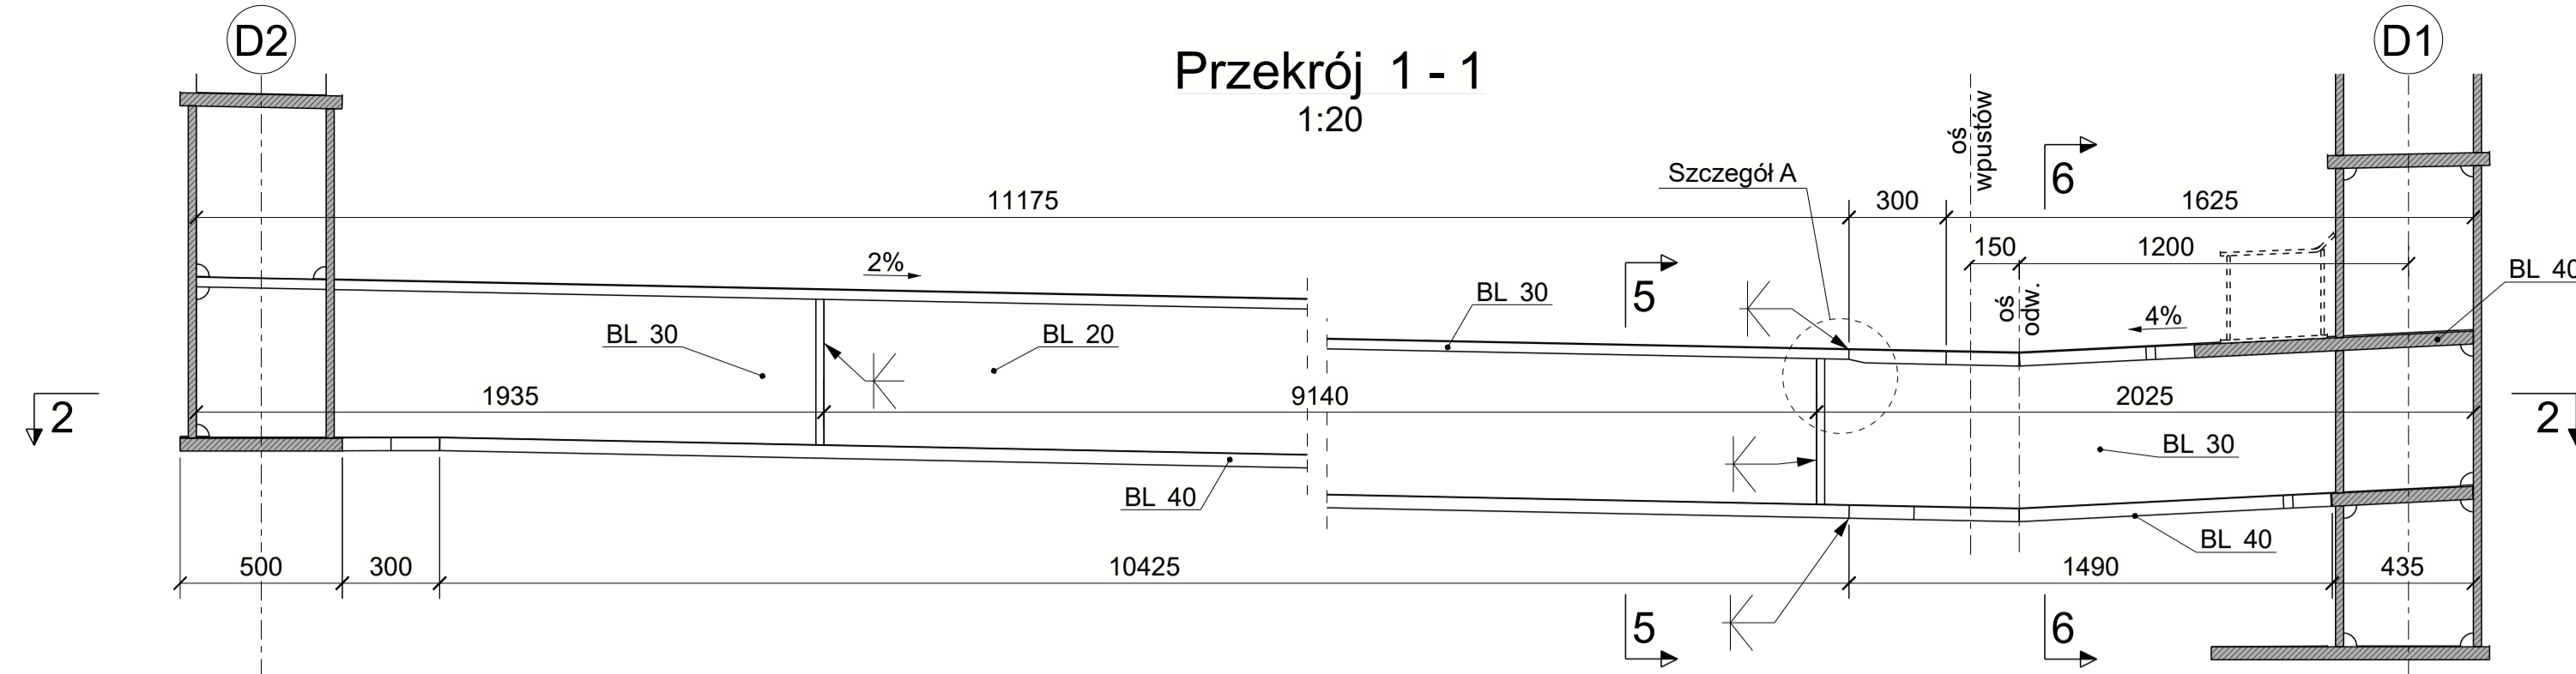 D2
D1
Przekrój 1 - 1
1:20
oś
wpustów
6
Szczegół A
11175
300
1625
150
1200
2%
5
BL 30
BL 40
oś
odw.
4%
BL 30
BL 20
2
1935
9140
2025
2
BL 30
BL 40
BL 40
500
300
10425
1490
435
5
6